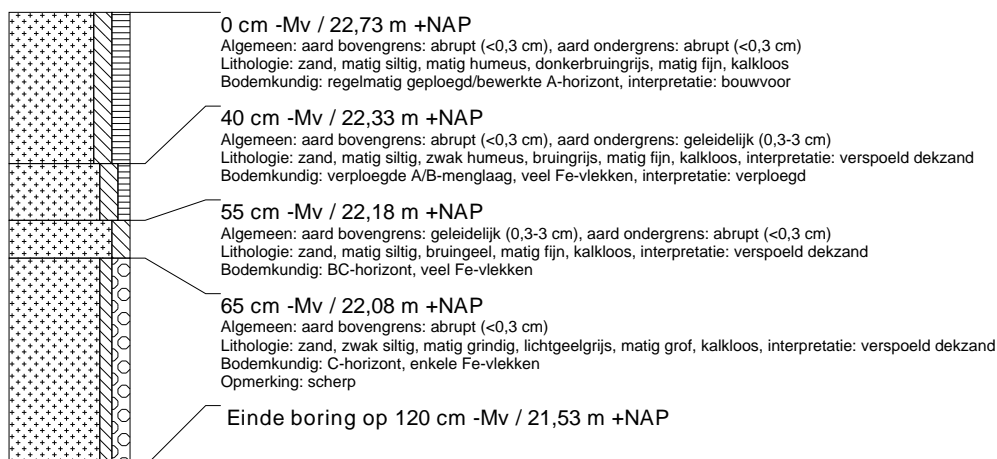 0 cm -Mv / 22,73 m +NAP
Algemeen: aard bovengrens: abrupt (<0,3 cm), aard ondergrens: abrupt (<0,3 cm)
Lithologie: zand, matig siltig, matig humeus, donkerbruingrijs, matig fijn, kalkloos
Bodemkundig: regelmatig geploegd/bewerkte A-horizont, interpretatie: bouwvoor
40 cm -Mv / 22,33 m +NAP
Algemeen: aard bovengrens: abrupt (<0,3 cm), aard ondergrens: geleidelijk (0,3-3 cm)
Lithologie: zand, matig siltig, zwak humeus, bruingrijs, matig fijn, kalkloos, interpretatie: verspoeld dekzand
Bodemkundig: verploegde A/B-menglaag, veel Fe-vlekken, interpretatie: verploegd
55 cm -Mv / 22,18 m +NAP
Algemeen: aard bovengrens: geleidelijk (0,3-3 cm), aard ondergrens: abrupt (<0,3 cm)
Lithologie: zand, matig siltig, bruingeel, matig fijn, kalkloos, interpretatie: verspoeld dekzand
Bodemkundig: BC-horizont, veel Fe-vlekken
65 cm -Mv / 22,08 m +NAP
Algemeen: aard bovengrens: abrupt (<0,3 cm)
Lithologie: zand, zwak siltig, matig grindig, lichtgeelgrijs, matig grof, kalkloos, interpretatie: verspoeld dekzand
Bodemkundig: C-horizont, enkele Fe-vlekken
Opmerking: scherp
Einde boring op 120 cm -Mv / 21,53 m +NAP